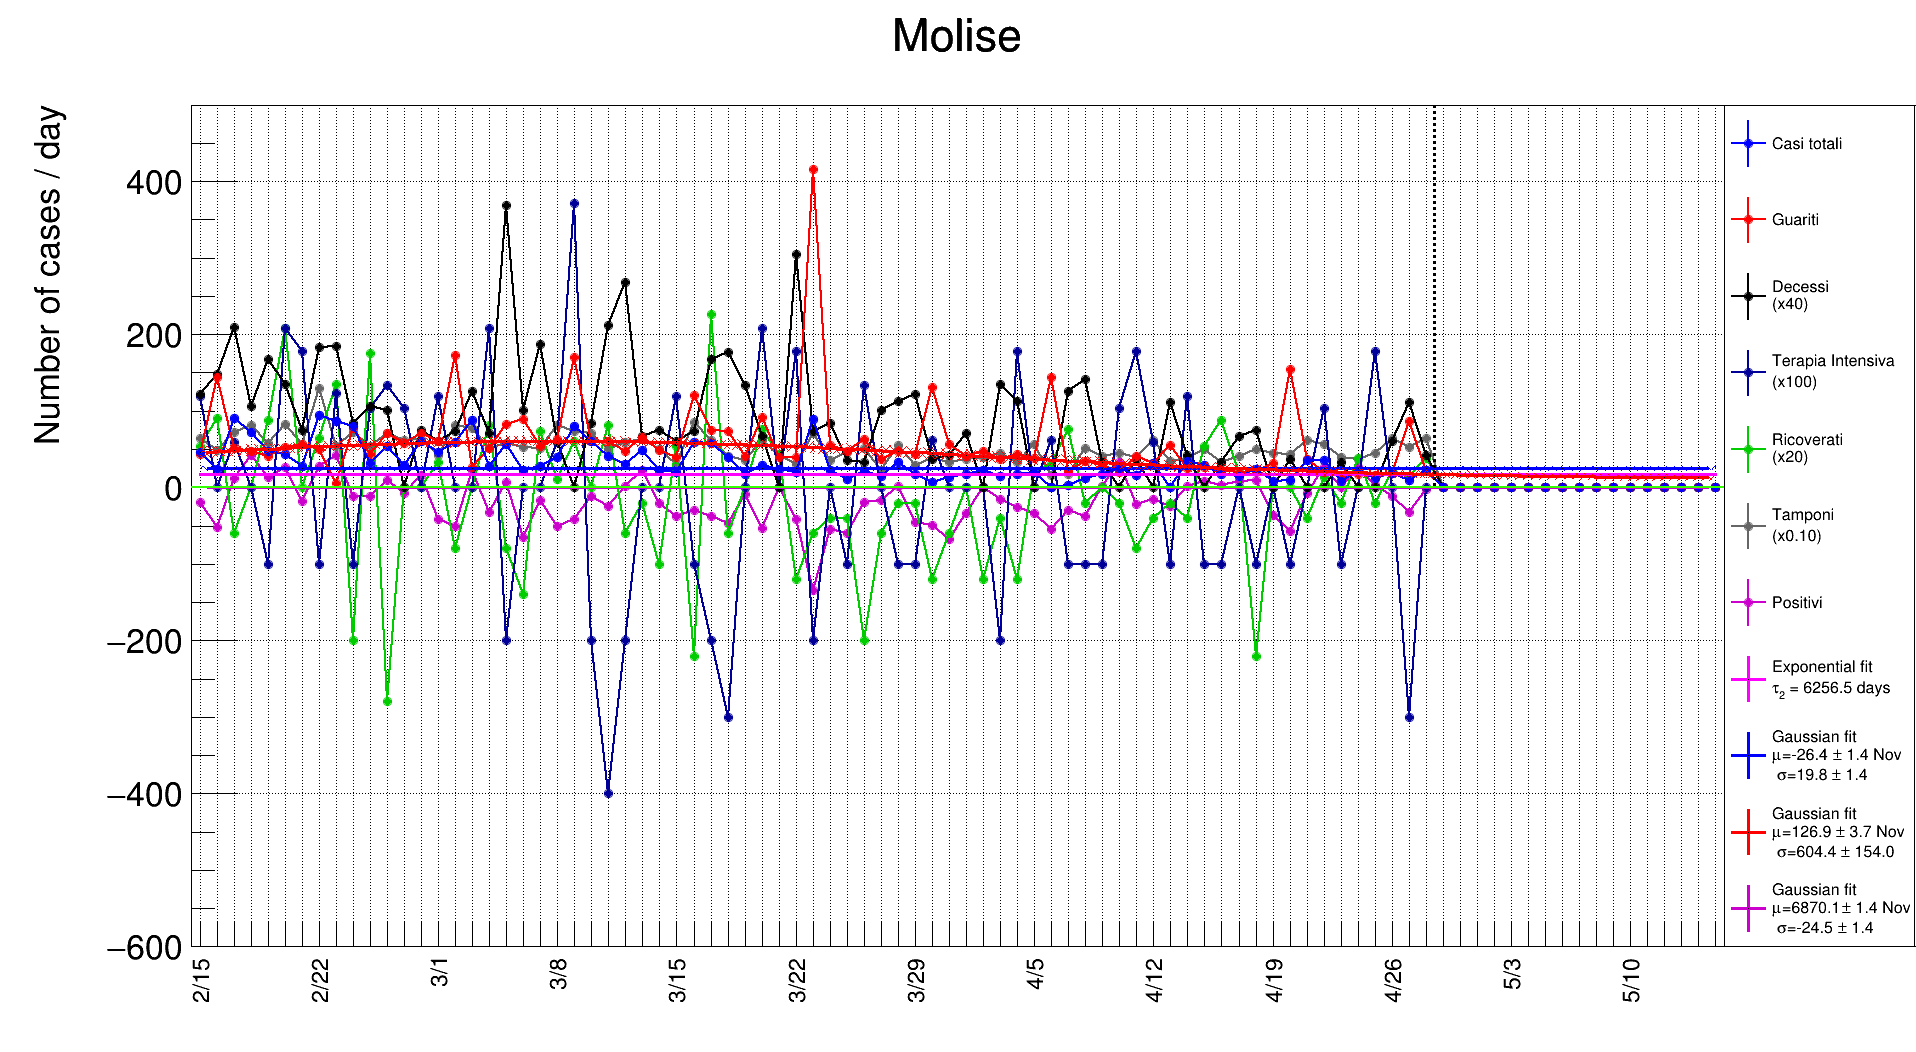 Molise
Number of cases / day
400
200
0
−200
−400
−600
2/15
2/22
3/1
3/8
3/15
3/22
3/29
4/5
4/12
4/19
4/26
5/3
5/10
Casi totali
Guariti
Decessi
(x40)
Terapia Intensiva
(x100)
Ricoverati
(x20)
Tamponi
(x0.10)
Positivi
Exponential fit
τ2 = 6256.5 days
Gaussian fit
μ=-26.4 ± 1.4 Nov
σ=19.8 ± 1.4
Gaussian fit
μ=126.9 ± 3.7 Nov
σ=604.4 ± 154.0
Gaussian fit
μ=6870.1 ± 1.4 Nov
σ=-24.5 ± 1.4